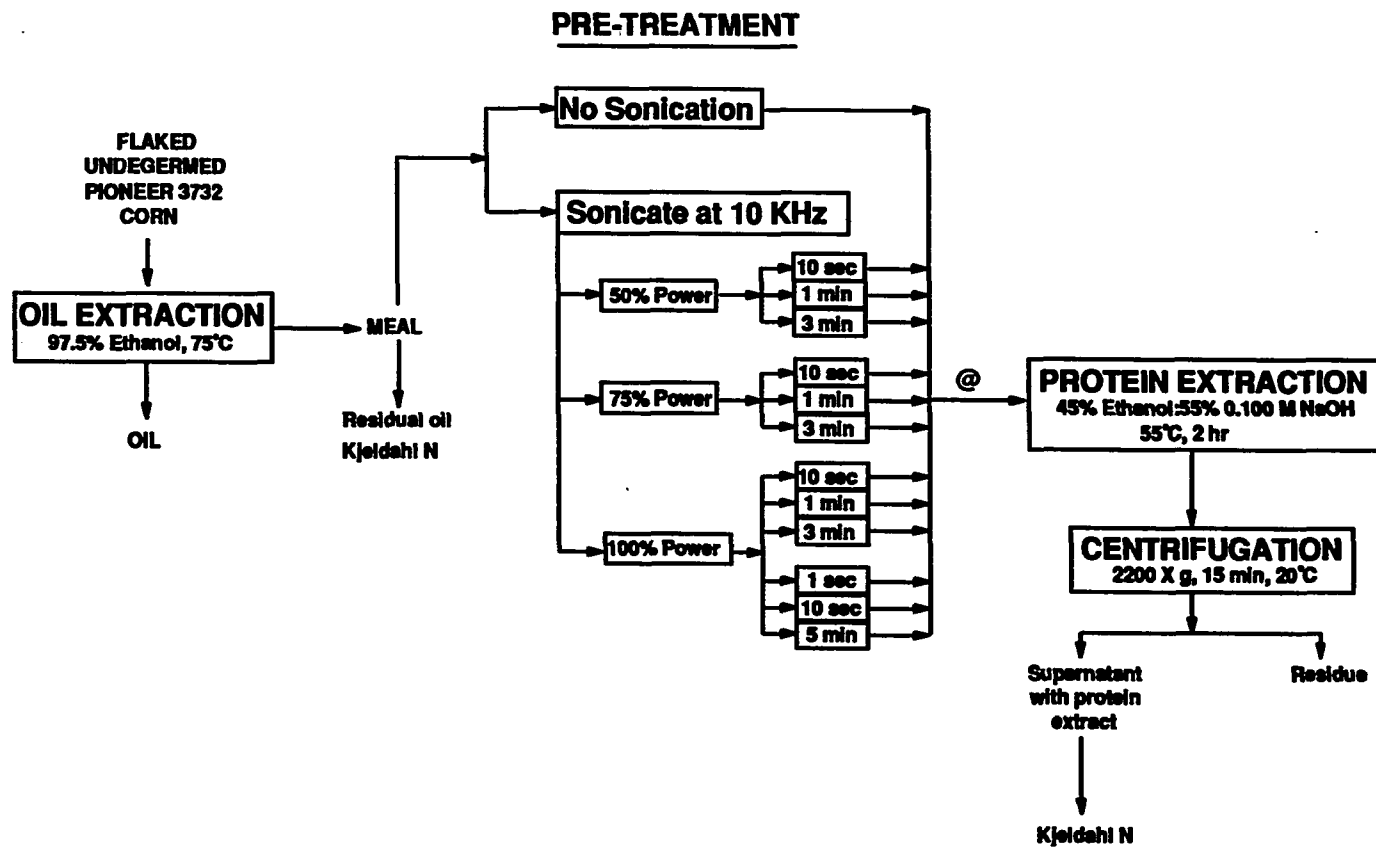 PRE-TREATMENT
No Sonication
FLAKED
UNDEGERMED
PIONEER 3732
CORN
Sonicate at 10 KHz
50% Power
10 sec
1 min
3 min
OIL EXTRACTION
97.5% Ethanol, 75°C
MEAL
OIL
Residual oil
Kjeldahl N
75% Power
10 sec
1 min
3 min
@
PROTEIN EXTRACTION
45% Ethanol:55% 0.100 M NaOH
55°C, 2 hr
100% Power
10 sec
1 min
3 min
1 sec
10 sec
5 min
CENTRIFUGATION
2200 X g, 15 min, 20°C
Supernatant
with protein
extract
Residue
Kjeldahl N